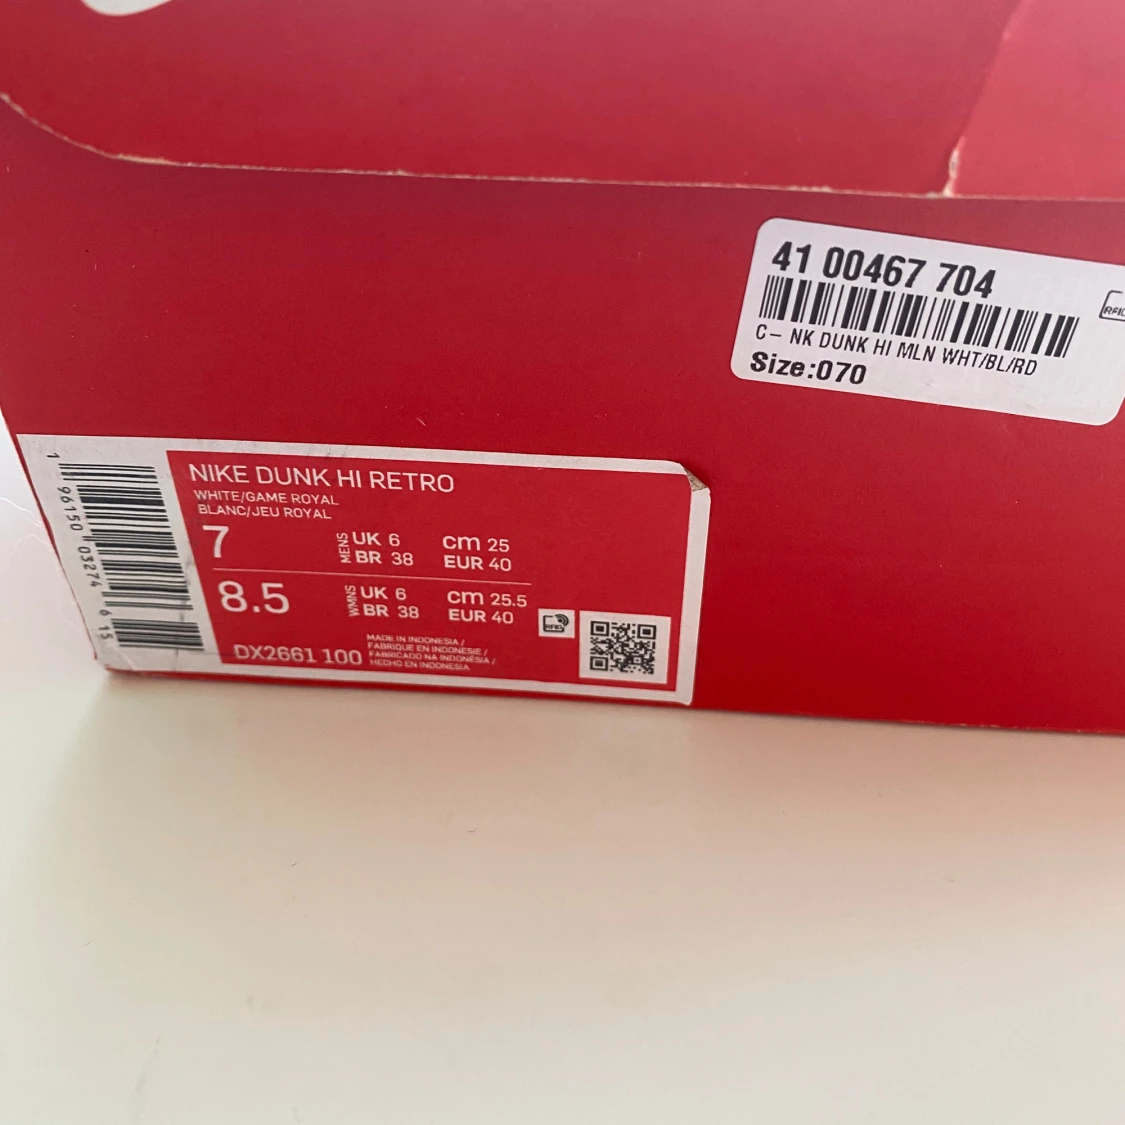 41 00467 704
RFID
C- NK DUNK HI MLN WHT/BL/RD
Size:070
NIKE DUNK HI RETRO
WHITE/GAME ROYAL
BLANC/JEU ROYAL
7 MENS UK 6 cm 25
BR 38 EUR 40
8.5 WMNS UK 6 cm 25.5
BR 38 EUR 40
RFID
DX2661 100
MADE IN INDONESIA /
FABRIQUE EN INDONESIE /
FABRICADO NA INDONÉSIA /
HECHO EN INDONESIA
1 96150 03274 6 15